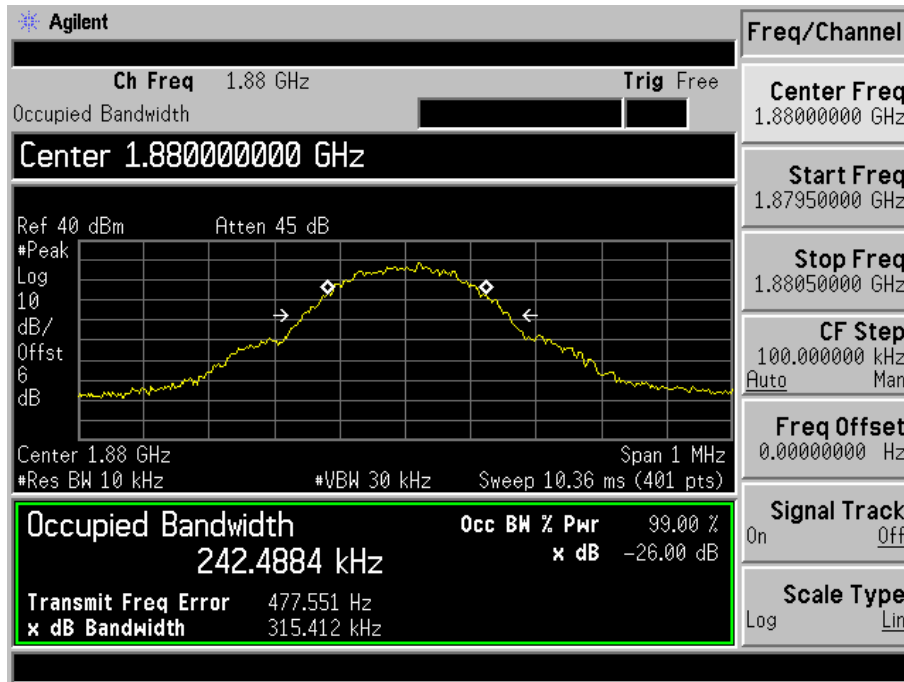 Agilent
Freq/Channel
Ch Freq 1.88 GHz Trig Free
Occupied Bandwidth
Center 1.880000000 GHz
Ref 40 dBm Atten 45 dB
#Peak
Log
10
dB/
Offst
6
dB
Center 1.88 GHz Span 1 MHz
#Res BW 10 kHz #VBW 30 kHz Sweep 10.36 ms (401 pts)
Occupied Bandwidth
242.4884 kHz
Occ BW % Pwr 99.00 %
x dB -26.00 dB
Transmit Freq Error 477.551 Hz
x dB Bandwidth 315.412 kHz
Center Freq
1.88000000 GHz
Start Freq
1.87950000 GHz
Stop Freq
1.88050000 GHz
CF Step
100.000000 kHz
Auto Man
Freq Offset
0.00000000 Hz
Signal Track
On Off
Scale Type
Log Lin